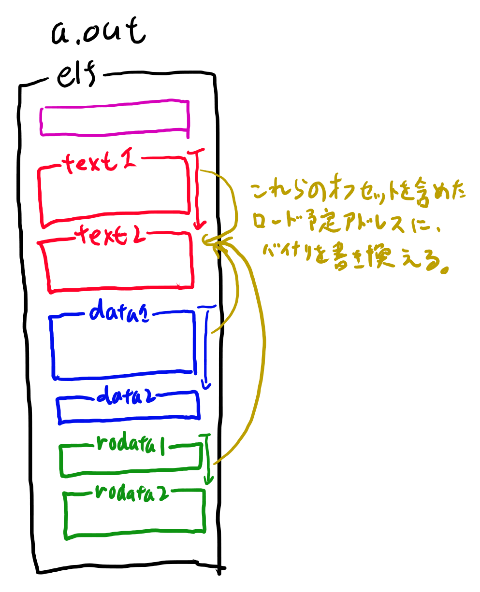 a.out
elf
text1
text2
これらのオフセットを含めた
ロード予定アドレスに、
バイナリを書き換える。
data1
data2
rodata1
rodata2